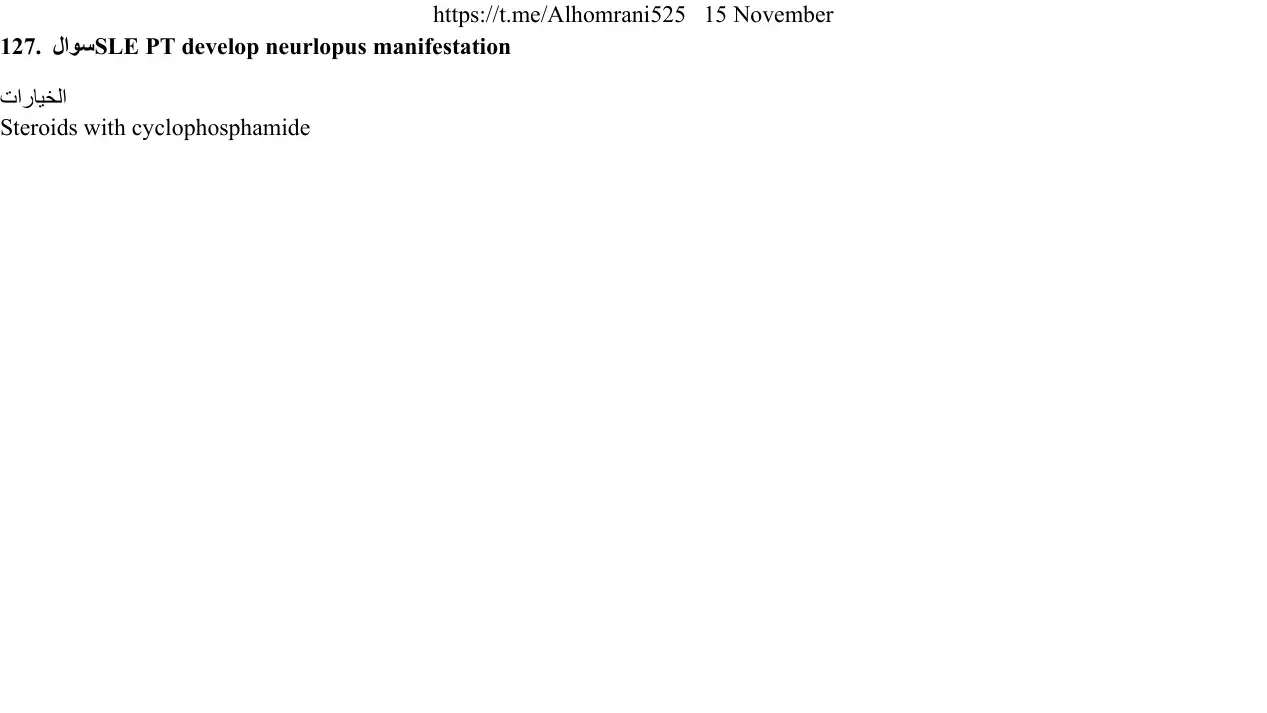 https://t.me/Alhomrani525 15 November
127. سوالSLE PT develop neurlopus manifestation
الخيارات
Steroids with cyclophosphamide